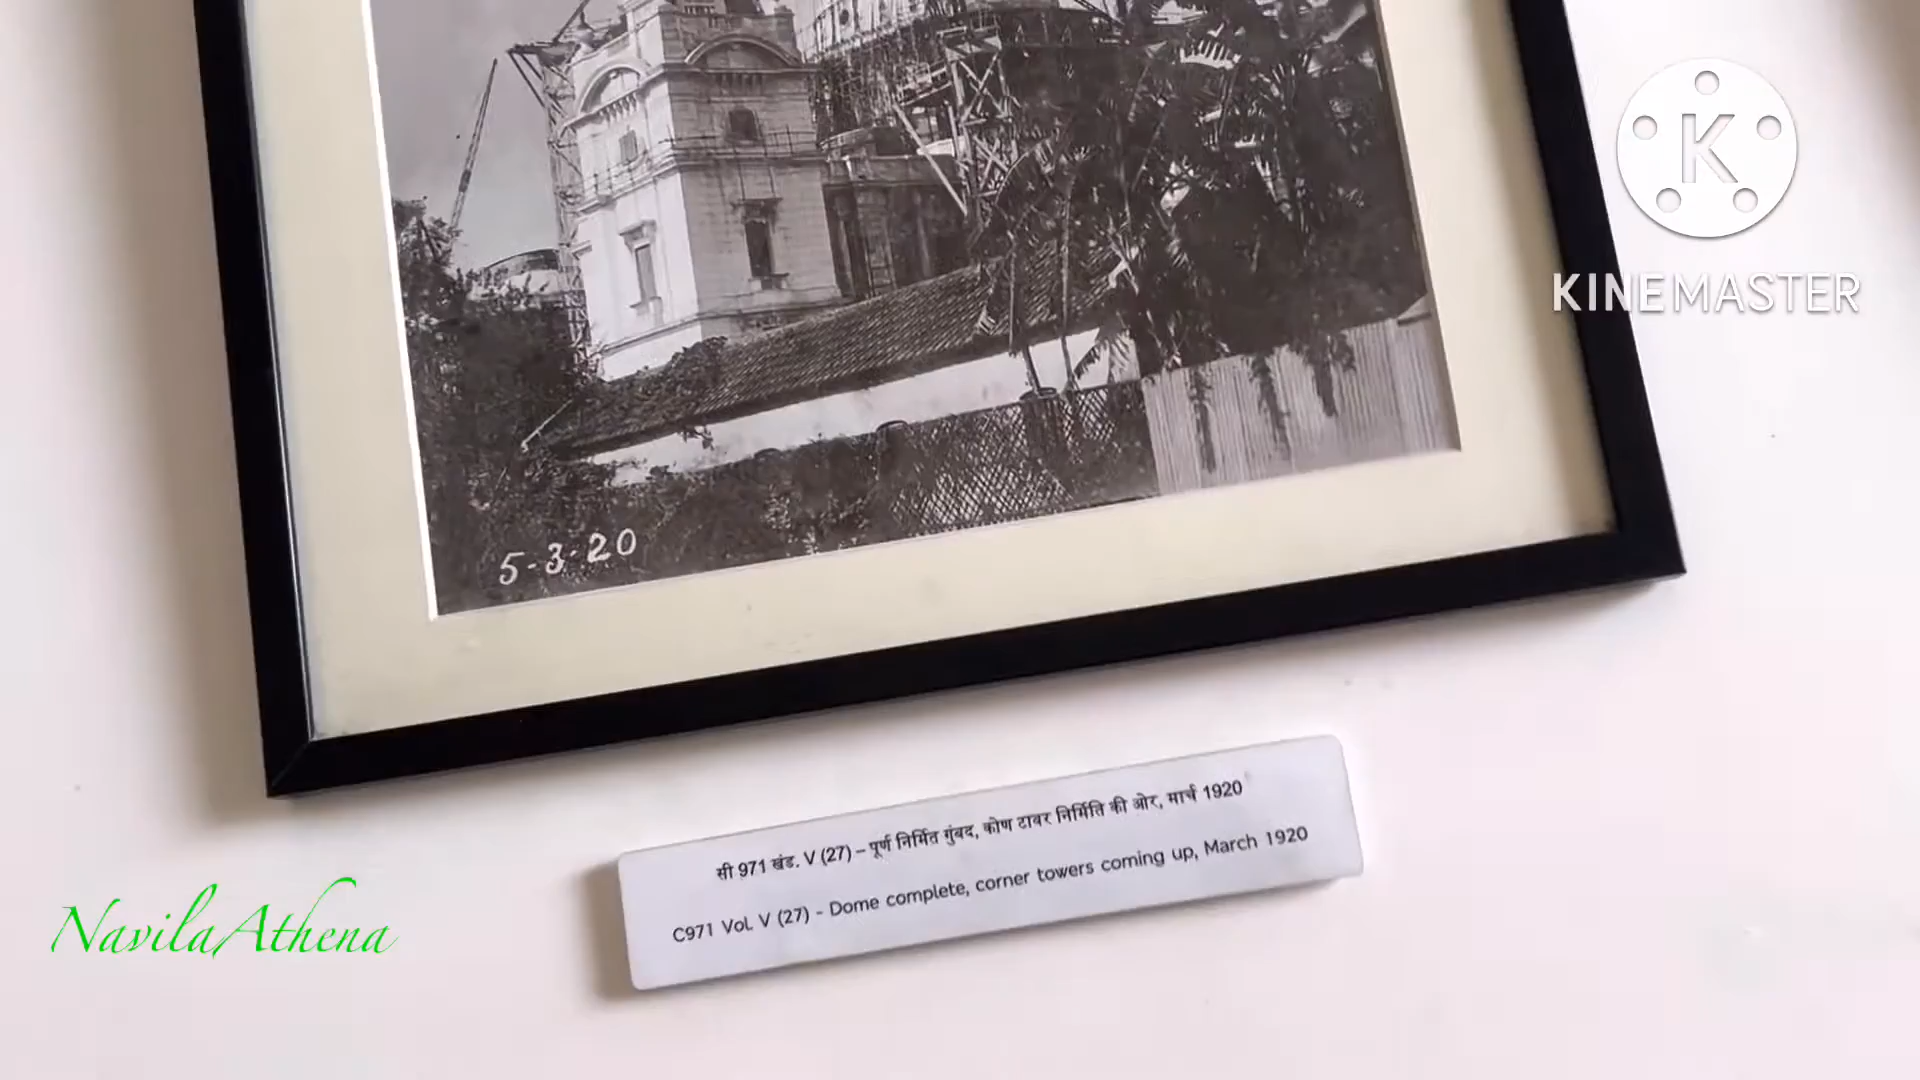 KINEMASTER
5-3-20
सी 971 खंड. V (27) – पूर्ण निर्मित गुंबद, कोण टावर निर्मिति की ओर, मार्च 1920
C971 Vol. V (27) - Dome complete, corner towers coming up, March 1920
NavilaAthena